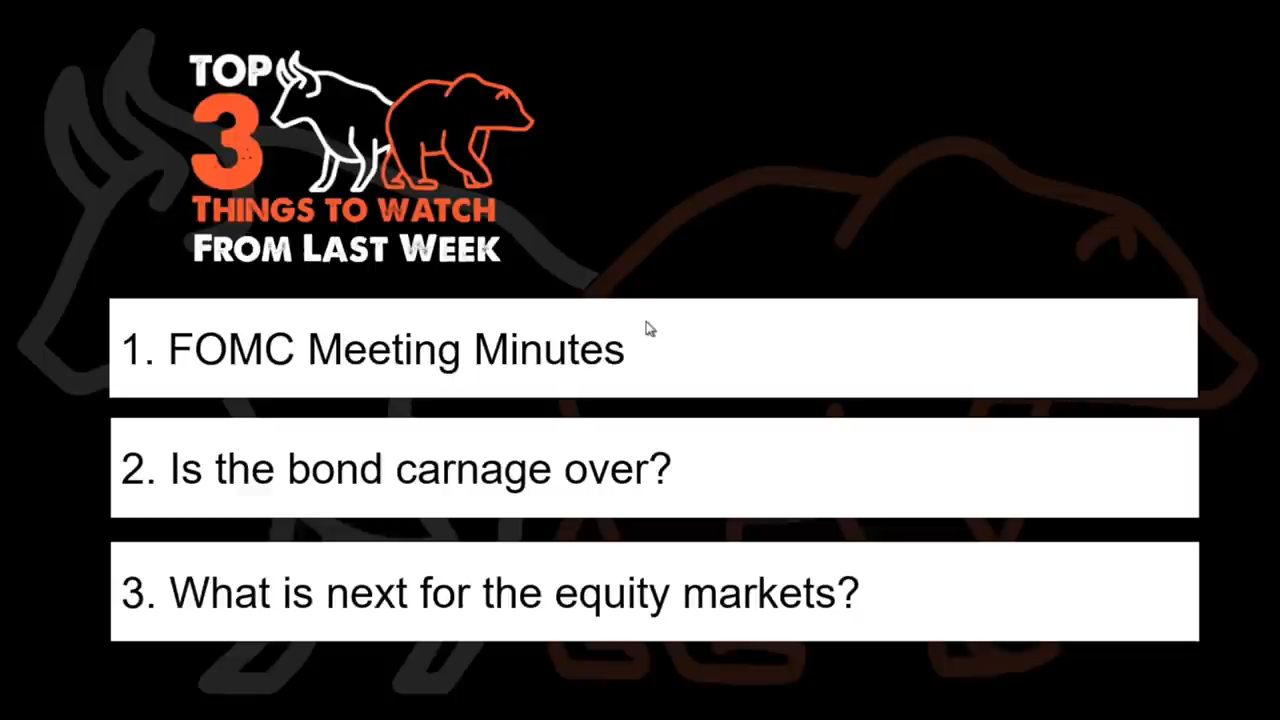 TOP
3
THINGS TO WATCH
FROM LAST WEEK
1. FOMC Meeting Minutes
2. Is the bond carnage over?
3. What is next for the equity markets?